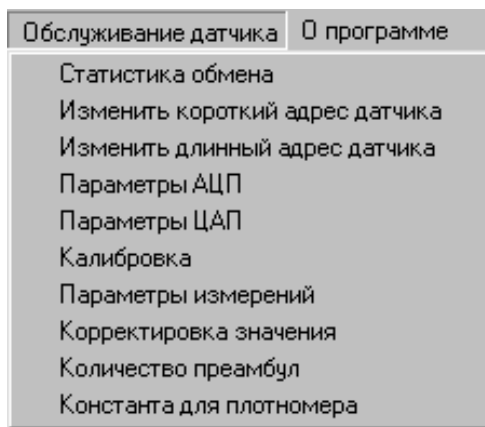 Обслуживание датчика О программе
Статистика обмена
Изменить короткий адрес датчика
Изменить длинный адрес датчика
Параметры АЦП
Параметры ЦАП
Калибровка
Параметры измерений
Корректировка значения
Количество преамбул
Константа для плотномера